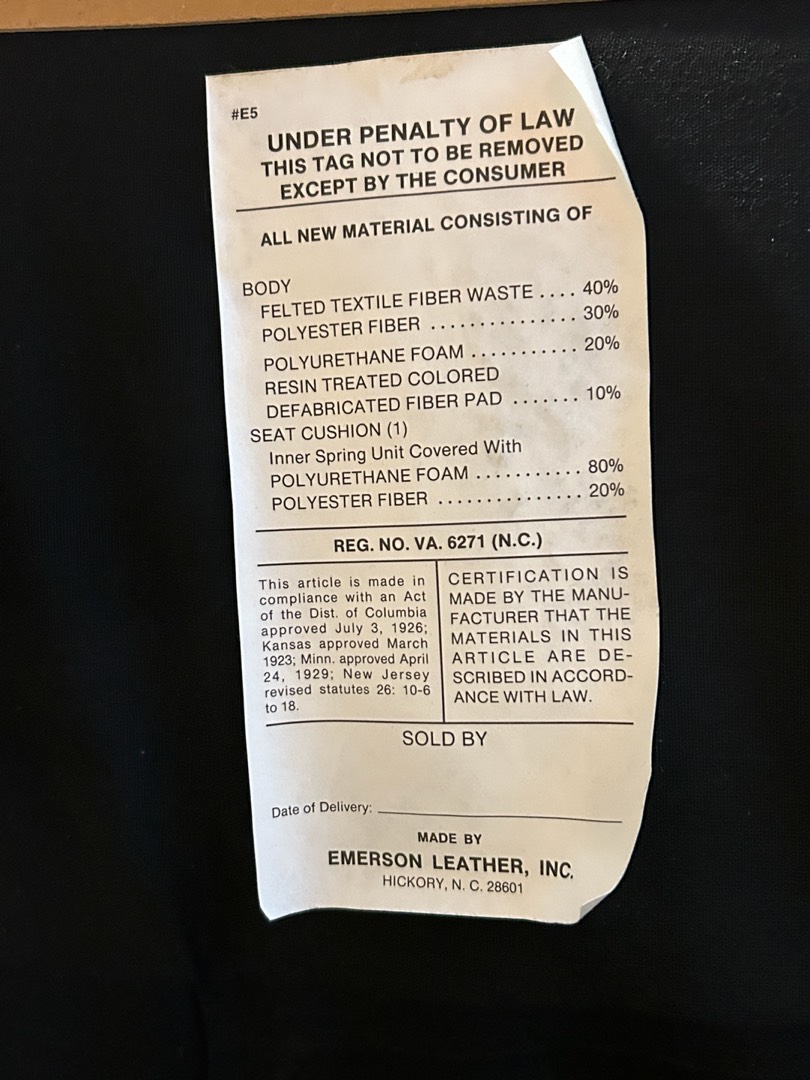 #E5
UNDER PENALTY OF LAW
THIS TAG NOT TO BE REMOVED
EXCEPT BY THE CONSUMER
ALL NEW MATERIAL CONSISTING OF
BODY
FELTED TEXTILE FIBER WASTE .... 40%
POLYESTER FIBER ............... 30%
POLYURETHANE FOAM ........... 20%
RESIN TREATED COLORED
DEFABRICATED FIBER PAD ....... 10%
SEAT CUSHION (1)
Inner Spring Unit Covered With
POLYURETHANE FOAM ........... 80%
POLYESTER FIBER ............... 20%
REG. NO. VA. 6271 (N.C.)
This article is made in
compliance with an Act
of the Dist. of Columbia
approved July 3, 1926;
Kansas approved March
1923; Minn. approved April
24, 1929; New Jersey
revised statutes 26: 10-6
to 18.
CERTIFICATION IS
MADE BY THE MANU-
FACTURER THAT THE
MATERIALS IN THIS
ARTICLE ARE DE-
SCRIBED IN ACCORD-
ANCE WITH LAW.
SOLD BY
Date of Delivery:
MADE BY
EMERSON LEATHER, INC.
HICKORY, N. C. 28601